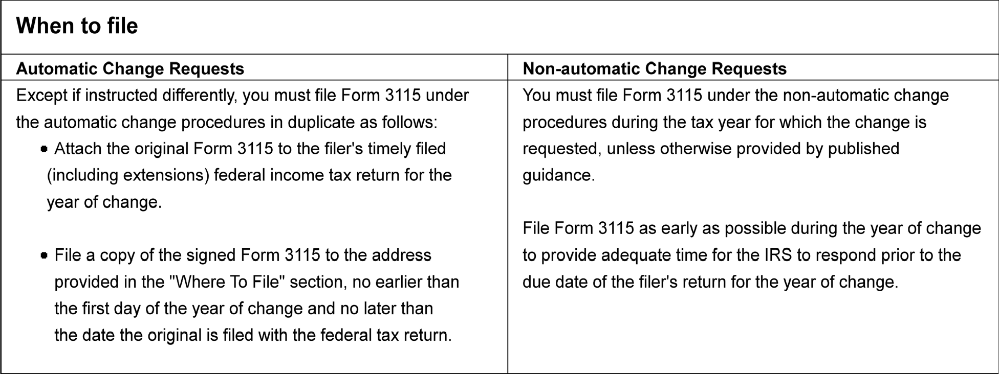 When to file
Automatic Change Requests
Except if instructed differently, you must file Form 3115 under
the automatic change procedures in duplicate as follows:
• Attach the original Form 3115 to the filer's timely filed
(including extensions) federal income tax return for the
year of change.
• File a copy of the signed Form 3115 to the address
provided in the "Where To File" section, no earlier than
the first day of the year of change and no later than
the date the original is filed with the federal tax return.
Non-automatic Change Requests
You must file Form 3115 under the non-automatic change
procedures during the tax year for which the change is
requested, unless otherwise provided by published
guidance.
File Form 3115 as early as possible during the year of change
to provide adequate time for the IRS to respond prior to the
due date of the filer's return for the year of change.